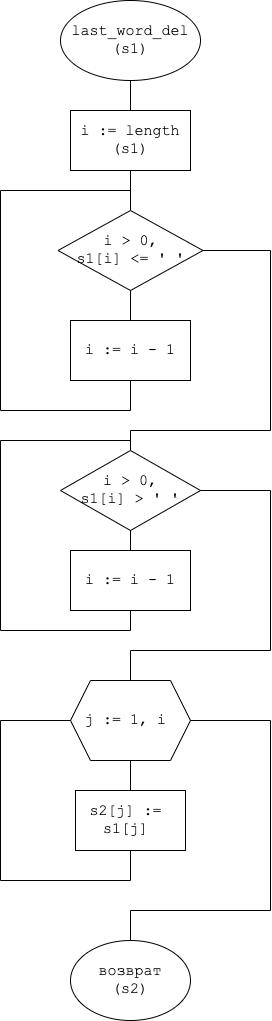 last_word_del
(s1)
i := length
(s1)
i > 0,
s1[i] <= ' '
i := i - 1
i > 0,
s1[i] > ' '
i := i - 1
j := 1, i
s2[j] :=
s1[j]
возврат
(s2)